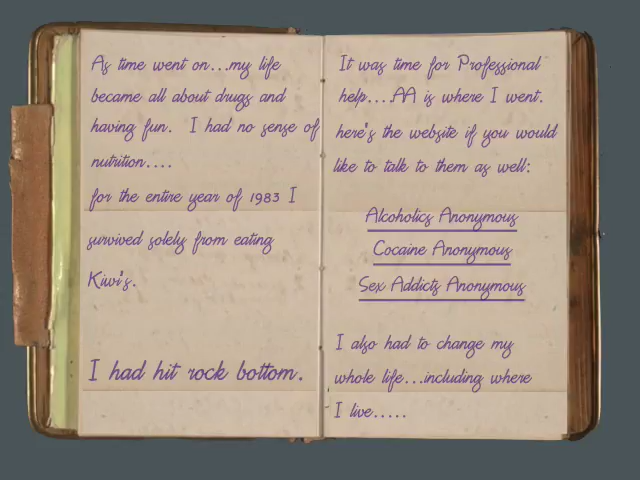 As time went on...my life
became all about drugs and
having fun. I had no sense of
nutrition....
for the entire year of 1983 I
survived solely from eating
Kiwi's.
I had hit rock bottom.
It was time for Professional
help....AA is where I went.
here's the website if you would
like to talk to them as well:
Alcoholics Anonymous
Cocaine Anonymous
Sex Addicts Anonymous
I also had to change my
whole life...including where
I live.....